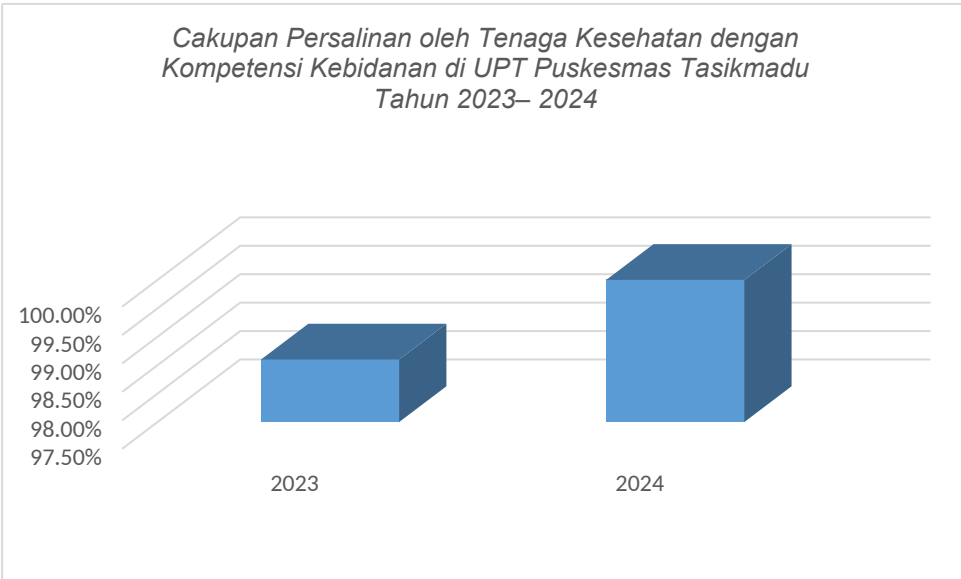 Cakupan Persalinan oleh Tenaga Kesehatan dengan
Kompetensi Kebidanan di UPT Puskesmas Tasikmadu
Tahun 2023– 2024
100.00%
99.50%
99.00%
98.50%
98.00%
97.50%
2023
2024